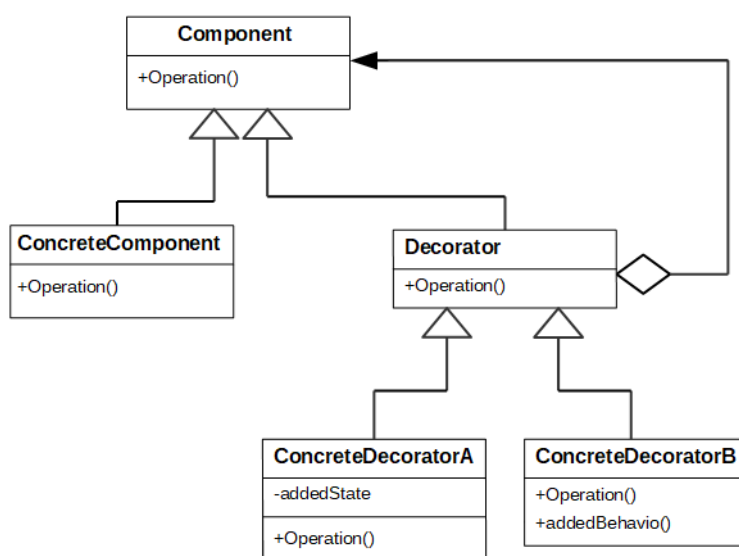 Component
+Operation()
ConcreteComponent
+Operation()
Decorator
+Operation()
ConcreteDecoratorA
-addedState
+Operation()
ConcreteDecoratorB
+Operation()
+addedBehavio()